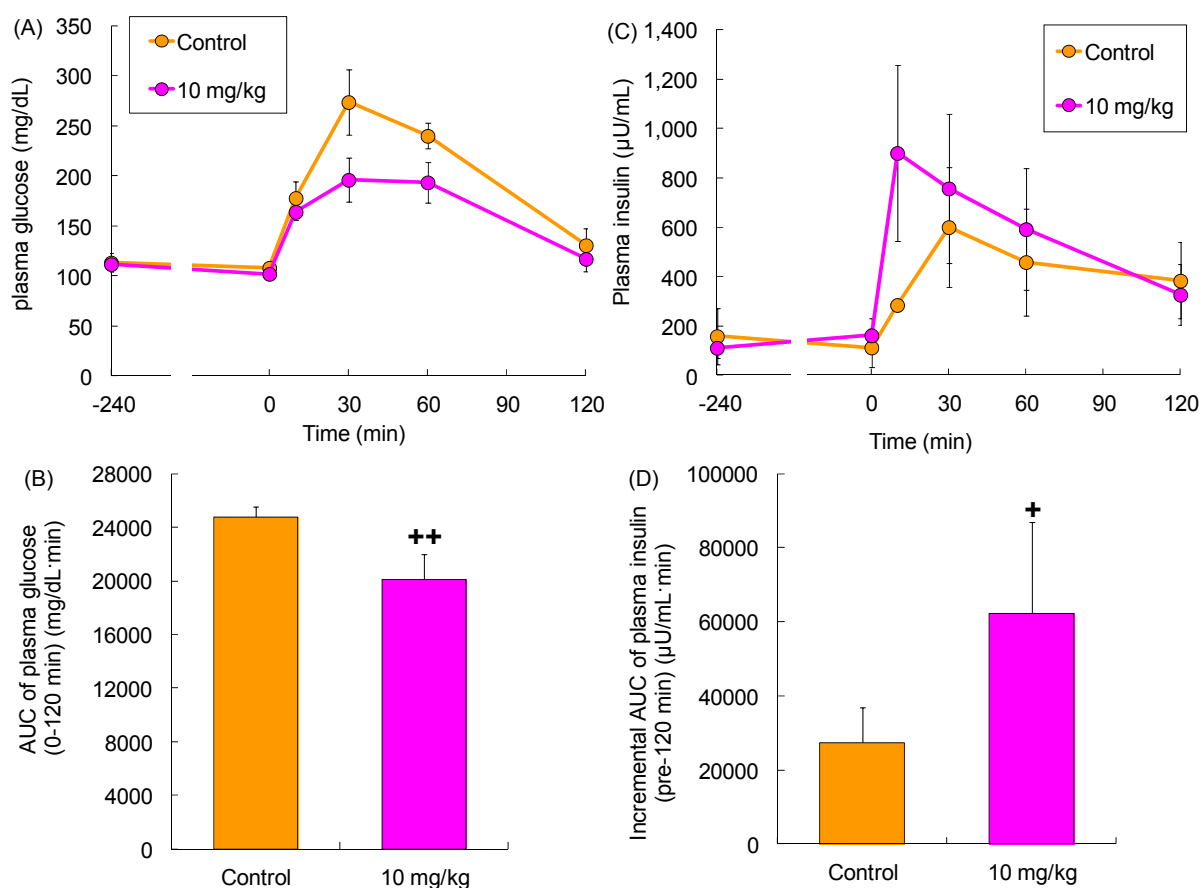 (A)
Control
10 mg/kg
plasma glucose (mg/dL)
350
300
250
200
150
100
50
0
-240
0
30
60
90
120
Time (min)
(C)
Control
10 mg/kg
Plasma insulin (µU/mL)
1,400
1,200
1,000
800
600
400
200
0
-240
0
30
60
90
120
Time (min)
(B)
AUC of plasma glucose
(0-120 min) (mg/dL·min)
28000
24000
20000
16000
12000
8000
4000
0
++
Control
10 mg/kg
(D)
Incremental AUC of plasma insulin
(pre-120 min) (µU/mL·min)
100000
80000
60000
40000
20000
0
+
Control
10 mg/kg